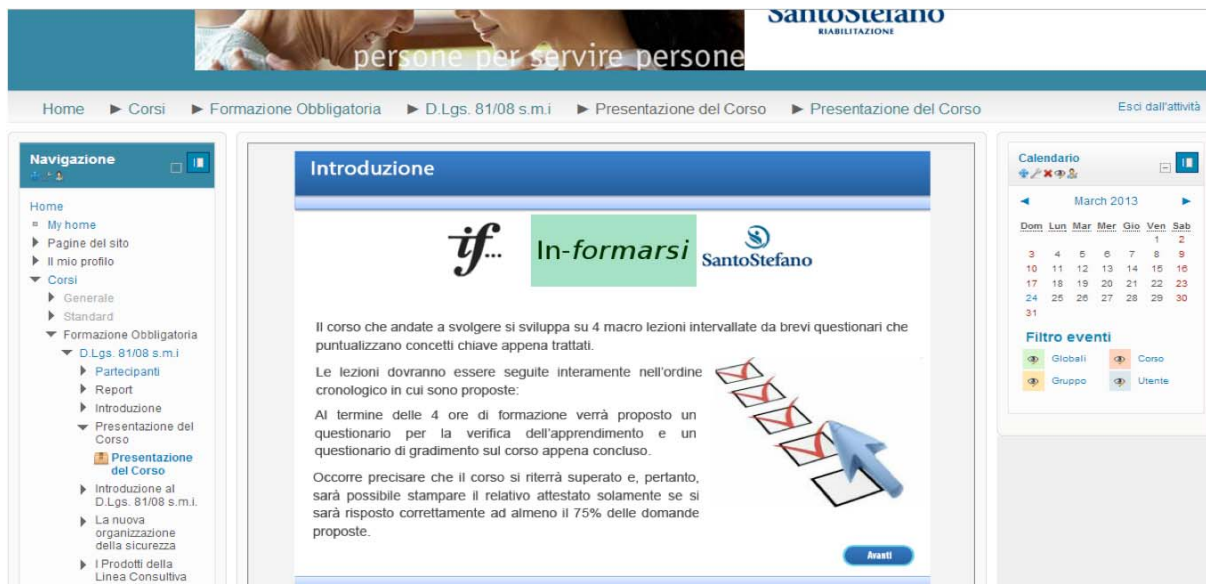 SantoStefano
RIABILITAZIONE
persone per servire persone
Home ► Corsi ► Formazione Obbligatoria ► D.Lgs. 81/08 s.m.i ► Presentazione del Corso ► Presentazione del Corso
Esci dall'attività
Navigazione
Home
My home
Pagine del sito
Il mio profilo
Corsi
Generale
Standard
Formazione Obbligatoria
D.Lgs. 81/08 s.m.i
Partecipanti
Report
Introduzione
Presentazione del
Corso
Presentazione
del Corso
Introduzione al
D.Lgs. 81/08 s.m.i.
La nuova
organizzazione
della sicurezza
I Prodotti della
Linea Consultiva
Introduzione
if...
In-formarsi
SantoStefano
Il corso che andate a svolgere si sviluppa su 4 macro lezioni intervallate da brevi questionari che
puntualizzano concetti chiave appena trattati.
Le lezioni dovranno essere seguite interamente nell'ordine
cronologico in cui sono proposte:
Al termine delle 4 ore di formazione verrà proposto un
questionario per la verifica dell'apprendimento e un
questionario di gradimento sul corso appena concluso.
Occorre precisare che il corso si riterrà superato e, pertanto,
sarà possibile stampare il relativo attestato solamente se si
sarà risposto correttamente ad almeno il 75% delle domande
proposte.
Avanti
Calendario
◄ March 2013 ►
Dom Lun Mar Mer Gio Ven Sab
1 2
3 4 5 6 7 8 9
10 11 12 13 14 15 16
17 18 19 20 21 22 23
24 25 26 27 28 29 30
31
Filtro eventi
Globali Corso
Gruppo Utente